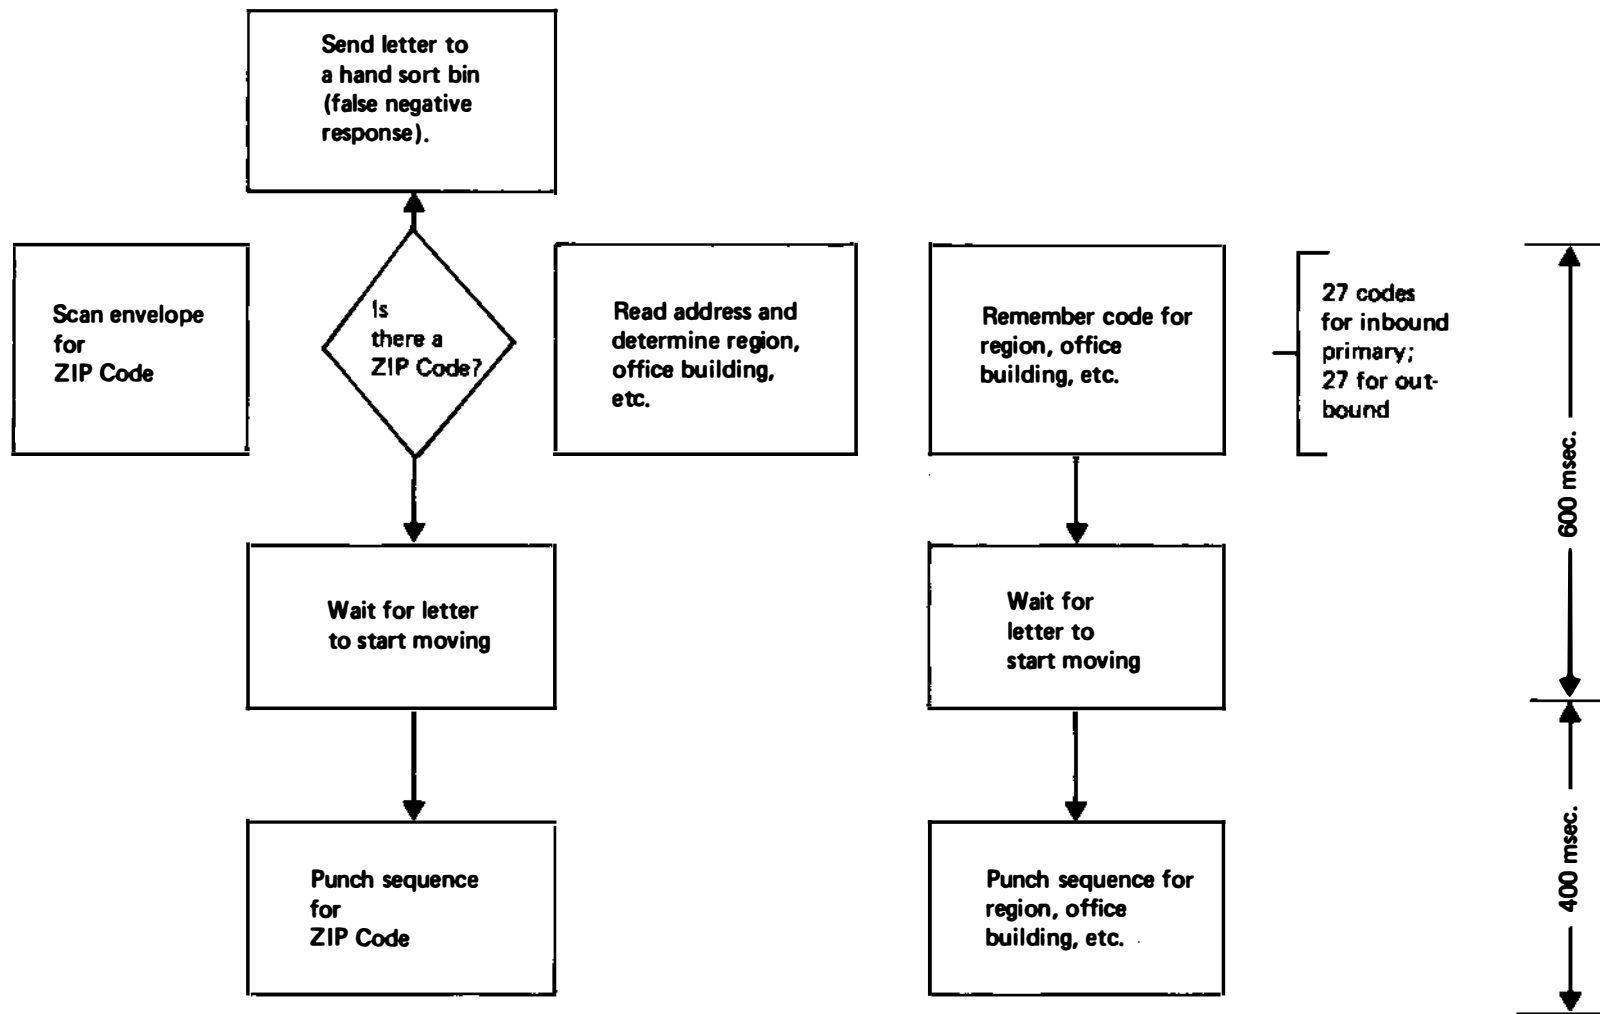 Send letter to
a hand sort bin
(false negative
response).
Scan envelope
for
ZIP Code
Is
there a
ZIP Code?
Read address and
determine region,
office building,
etc.
Remember code for
region, office
building, etc.
27 codes
for inbound
primary;
27 for out-
bound
600 msec.
Wait for letter
to start moving
Wait for
letter to
start moving
400 msec.
Punch sequence
for
ZIP Code
Punch sequence for
region, office
building, etc.